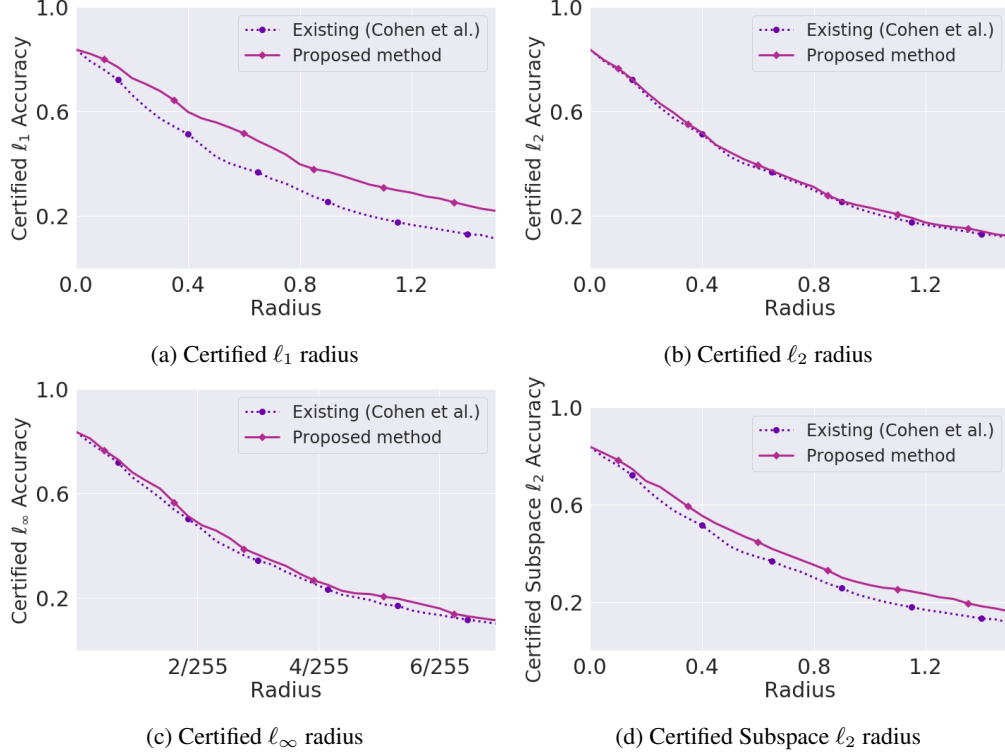 1.0
0.6
0.2
Certified ℓ₁ Accuracy
Existing (Cohen et al.)
Proposed method
0.0 0.4 0.8 1.2
Radius
(a) Certified ℓ₁ radius
1.0
0.6
0.2
Certified ℓ₂ Accuracy
Existing (Cohen et al.)
Proposed method
0.0 0.4 0.8 1.2
Radius
(b) Certified ℓ₂ radius
1.0
0.6
0.2
Certified ℓ∞ Accuracy
Existing (Cohen et al.)
Proposed method
2/255 4/255 6/255
Radius
(c) Certified ℓ∞ radius
1.0
0.6
0.2
Certified Subspace ℓ₂ Accuracy
Existing (Cohen et al.)
Proposed method
0.0 0.4 0.8 1.2
Radius
(d) Certified Subspace ℓ₂ radius